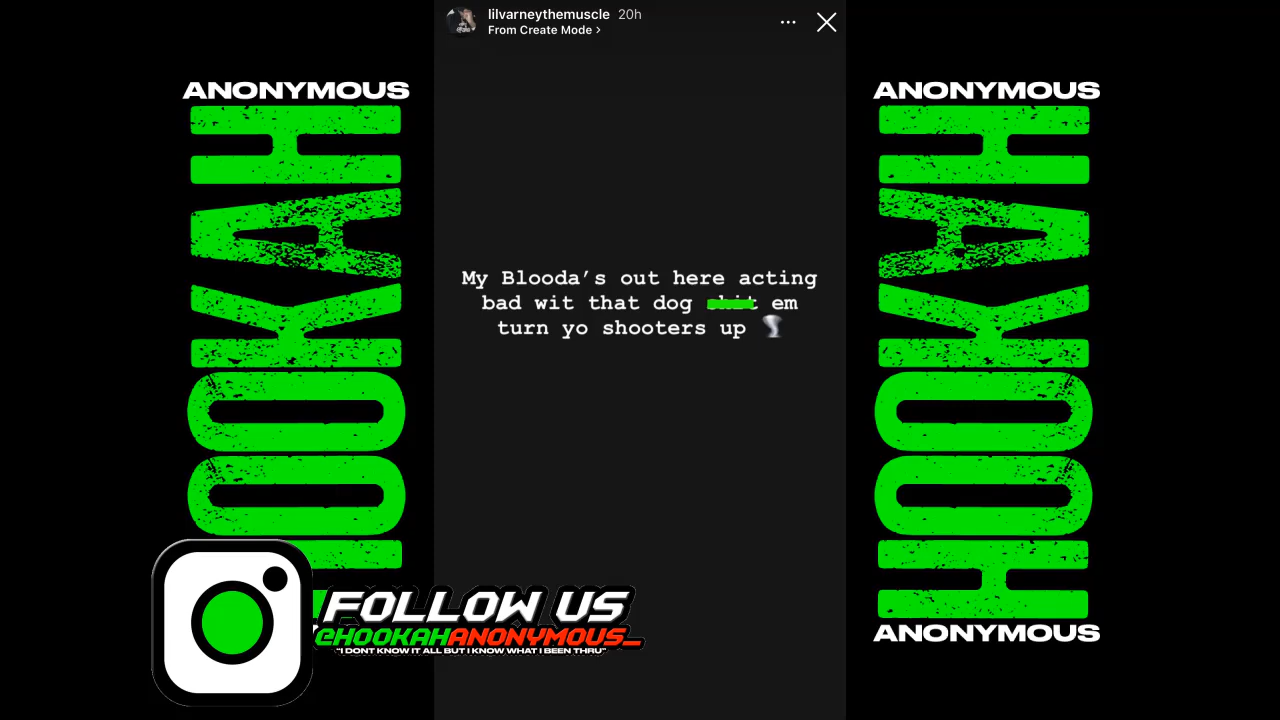 lilvarneythemuscle 20h
From Create Mode ›
ANONYMOUS
HOOKAH
ANONYMOUS
HOOKAH
ANONYMOUS
My Blooda's out here acting
bad wit that dog em
turn yo shooters up
FOLLOW US
@HOOKAHANONYMOUS_
"I DONT KNOW IT ALL BUT I KNOW WHAT I BEEN THRU"